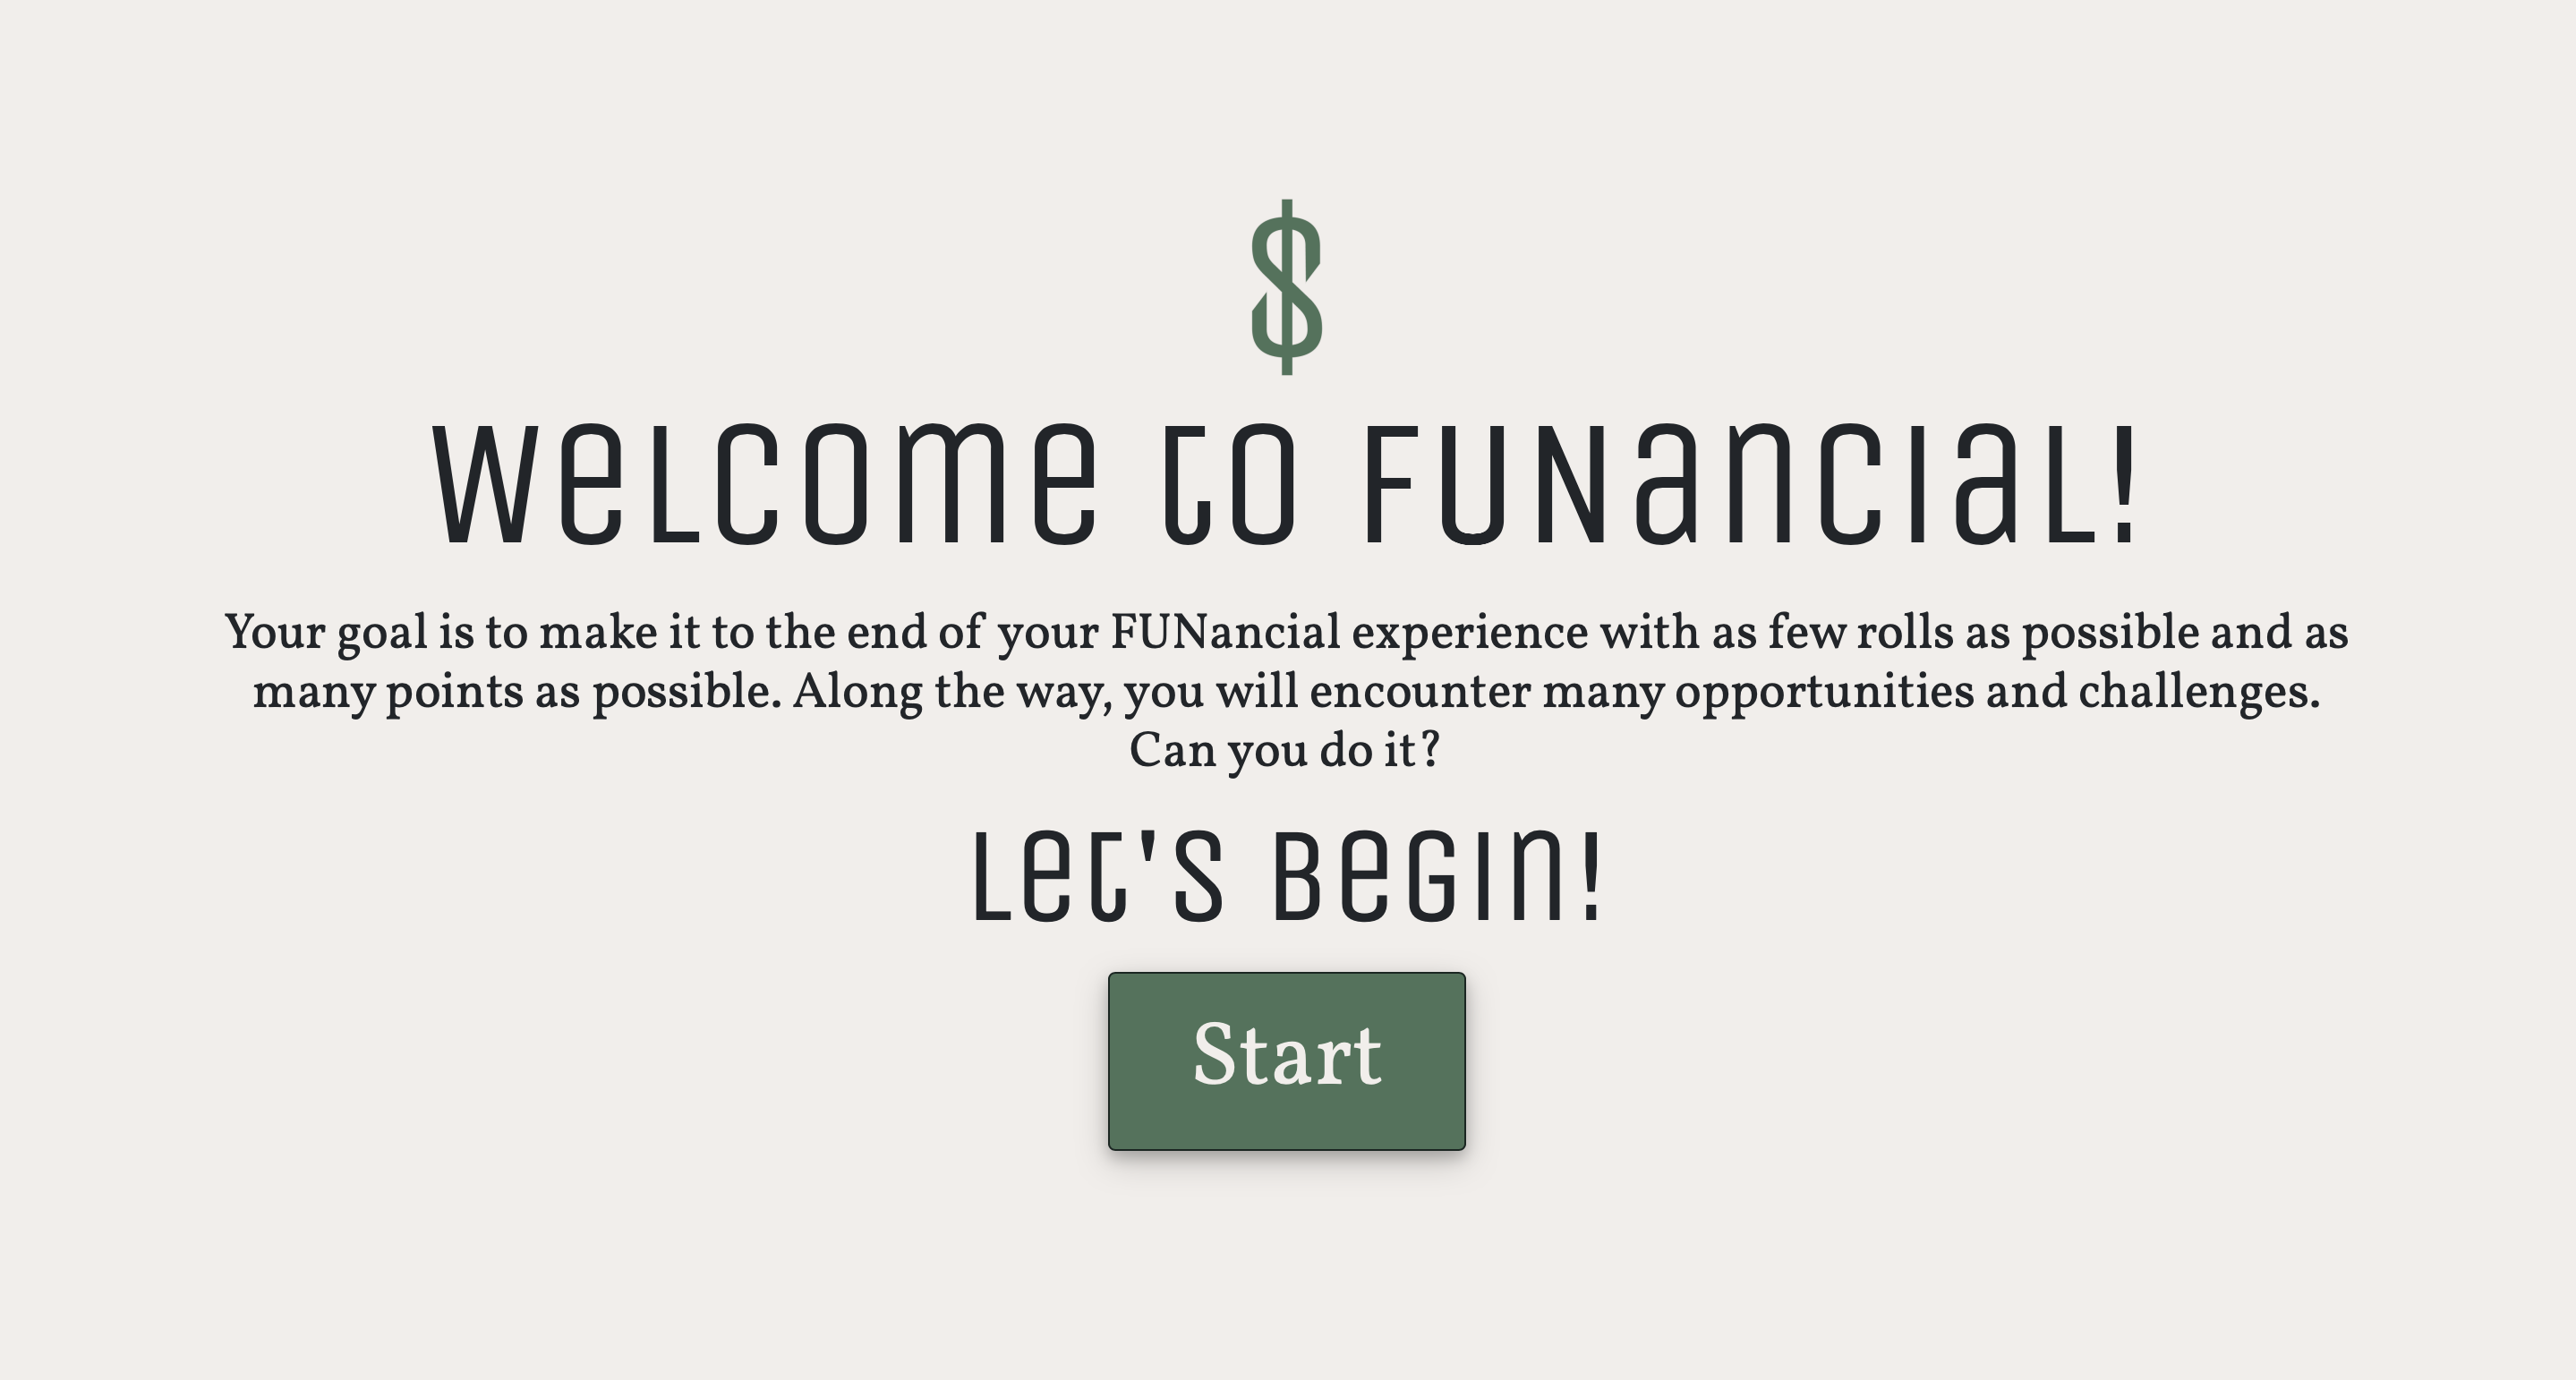 $
Welcome to FUNancial!
Your goal is to make it to the end of your FUNancial experience with as few rolls as possible and as
many points as possible. Along the way, you will encounter many opportunities and challenges.
Can you do it?
Let's Begin!
Start